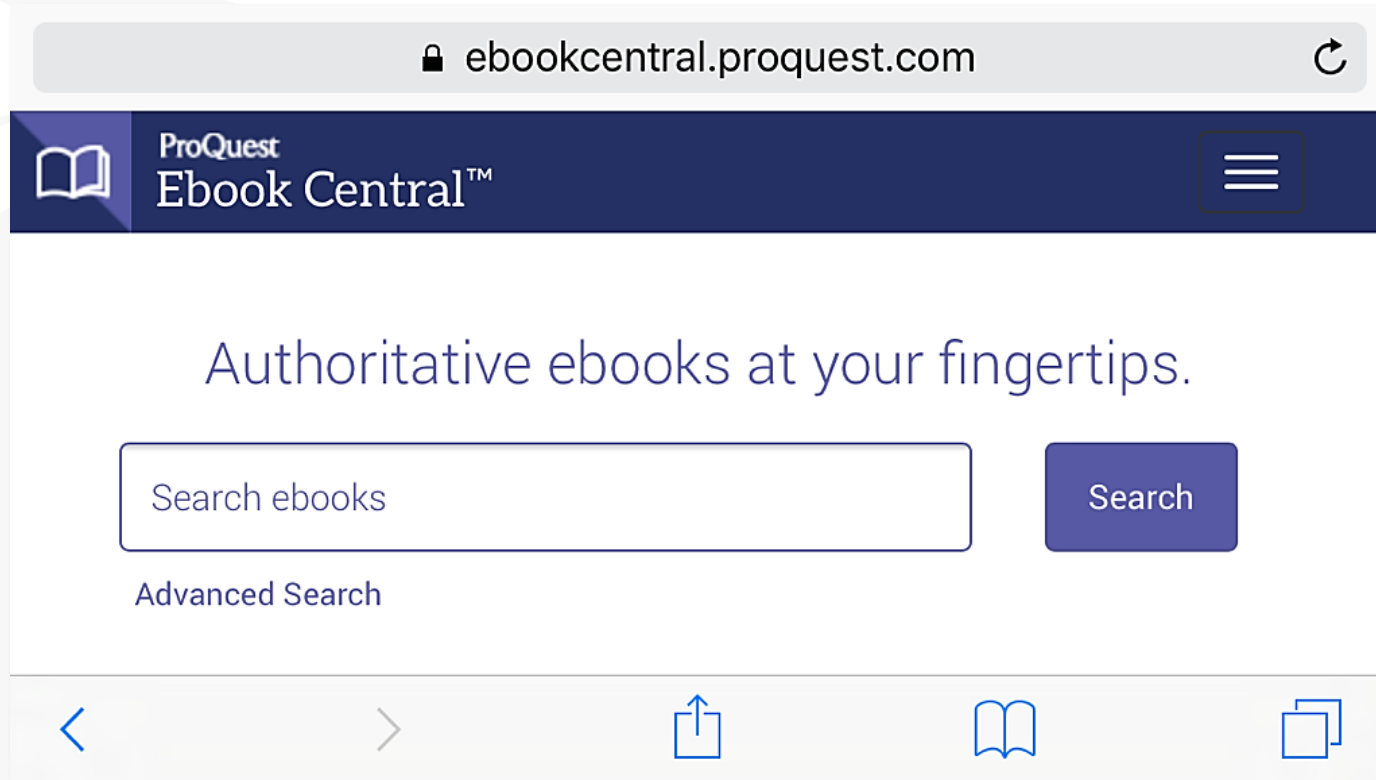 ebookcentral.proquest.com
ProQuest
Ebook Central™
Authoritative ebooks at your fingertips.
Search ebooks
Search
Advanced Search